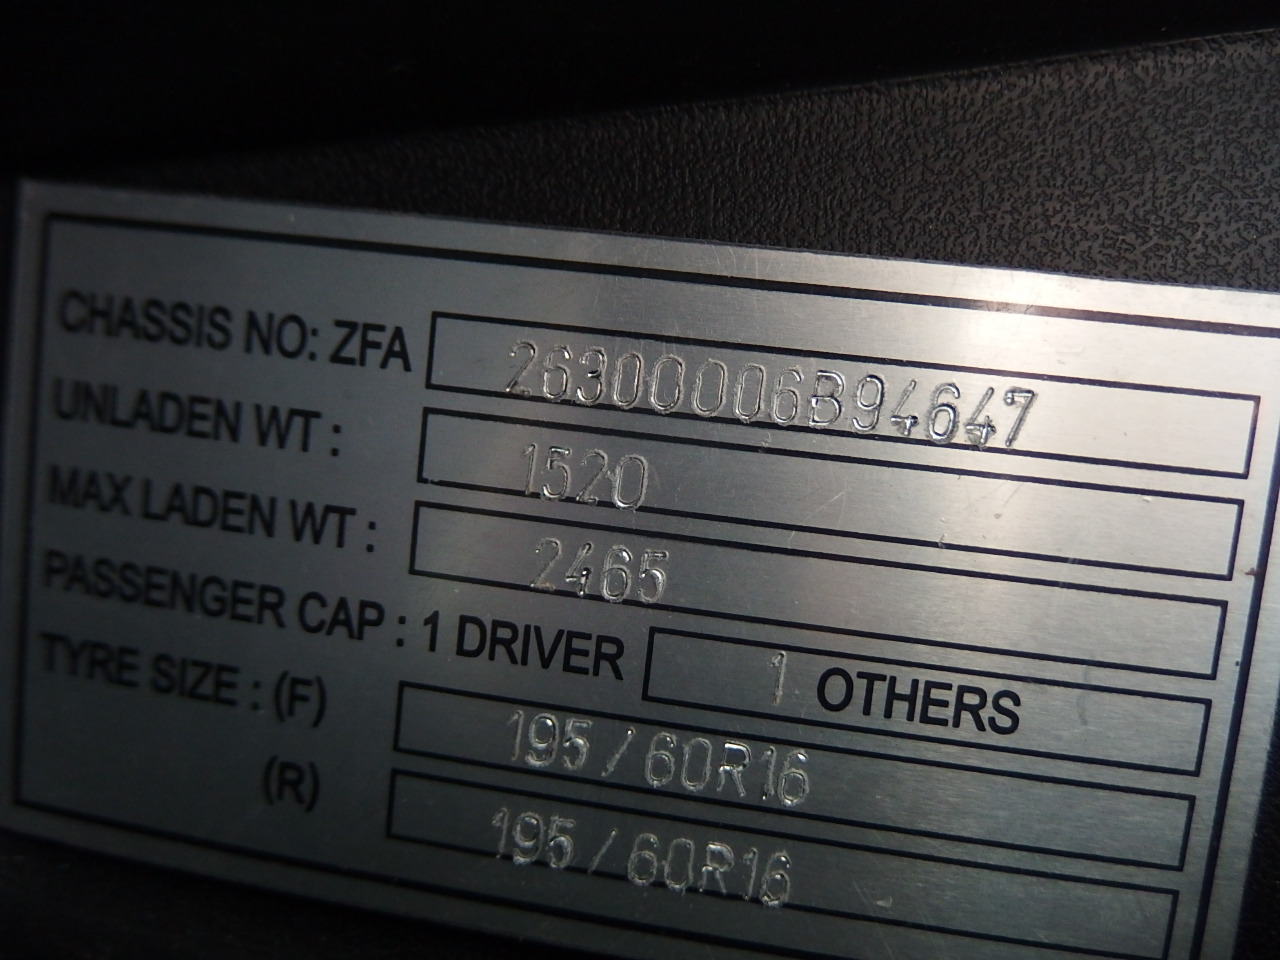 CHASSIS NO: ZFA 26300006B94647
UNLADEN WT : 1520
MAX LADEN WT : 2465
PASSENGER CAP : 1 DRIVER 1 OTHERS
TYRE SIZE : (F) 195/60R16
(R) 195/60R16